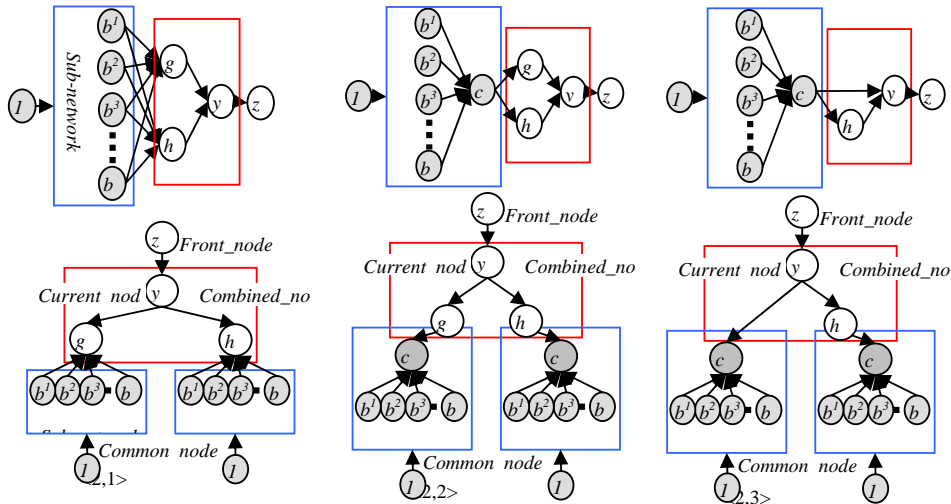 b1
b1
b1
Sub-network
b2
g
b2
g
b2
1
b3
y
z
1
b3
c
y
z
1
b3
c
y
z
h
h
h
b
b
b
z
Front_node
z
Front_node
z
Front_node
Current nod
y
Combined_no
Current nod
y
Combined_no
Current nod
y
Combined_no
g
h
g
h
h
c
c
c
c
b1 b2 b3 b
b1 b2 b3 b
b1 b2 b3 b
b1 b2 b3 b
b1 b2 b3 b
b1 b2 b3 b
Common node
1
1
2,1>
Common node
1
1
2,2>
Common node
1
1
2,3>